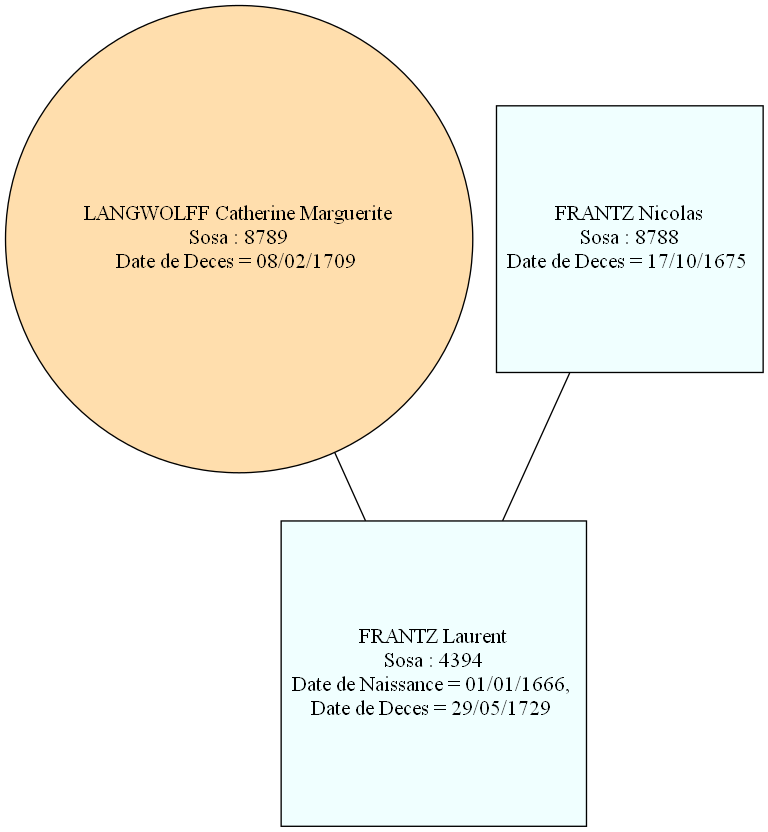 LANGWOLFF Catherine Marguerite
Sosa : 8789
Date de Deces = 08/02/1709
FRANTZ Nicolas
Sosa : 8788
Date de Deces = 17/10/1675
FRANTZ Laurent
Sosa : 4394
Date de Naissance = 01/01/1666,
Date de Deces = 29/05/1729